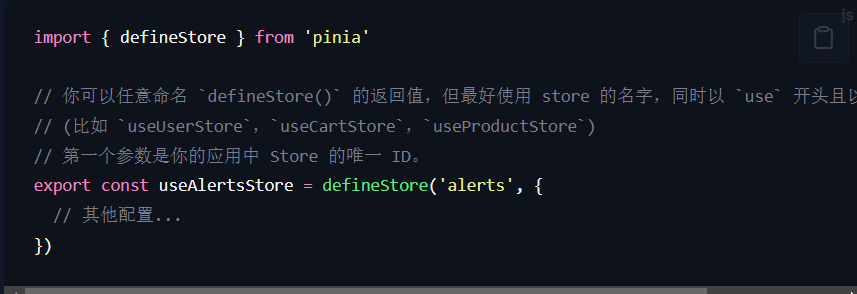 js
import { defineStore } from 'pinia'
// 你可以任意命名 `defineStore()` 的返回值，但最好使用 store 的名字，同时以 `use` 开头且以
// (比如 `useUserStore`，`useCartStore`，`useProductStore`)
// 第一个参数是你的应用中 Store 的唯一 ID。
export const useAlertsStore = defineStore('alerts', {
  // 其他配置...
})